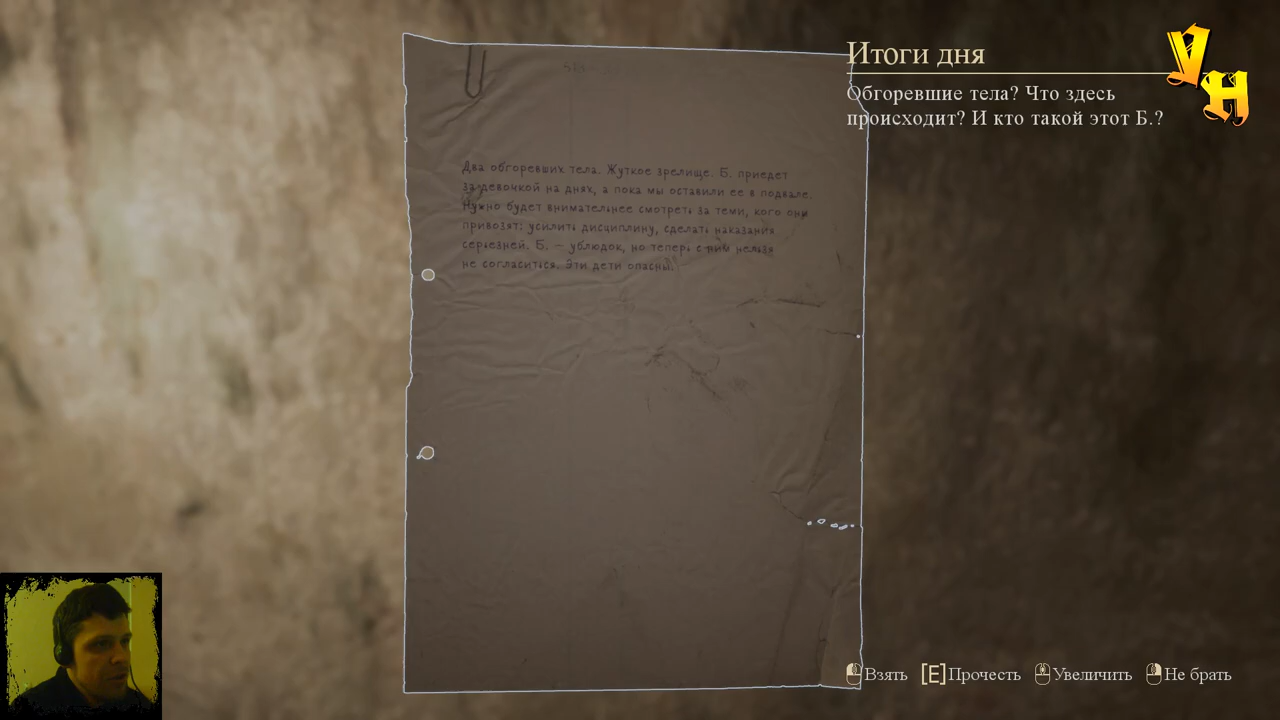 Итоги дня
Обгоревшие тела? Что здесь
происходит? И кто такой этот Б.?
УН
Два обгоревших тела. Жуткое зрелище. Б. приедет
за девочкой на днях, а пока мы оставили ее в подвале.
Нужно будет внимательнее смотреть за теми, кого они
привозят: усилить дисциплину, сделать наказания
серьезней. Б. – ублюдок, но теперь с ним нельзя
не согласиться. Эти дети опасны.
Взять [E]Прочесть Увеличить Не брать